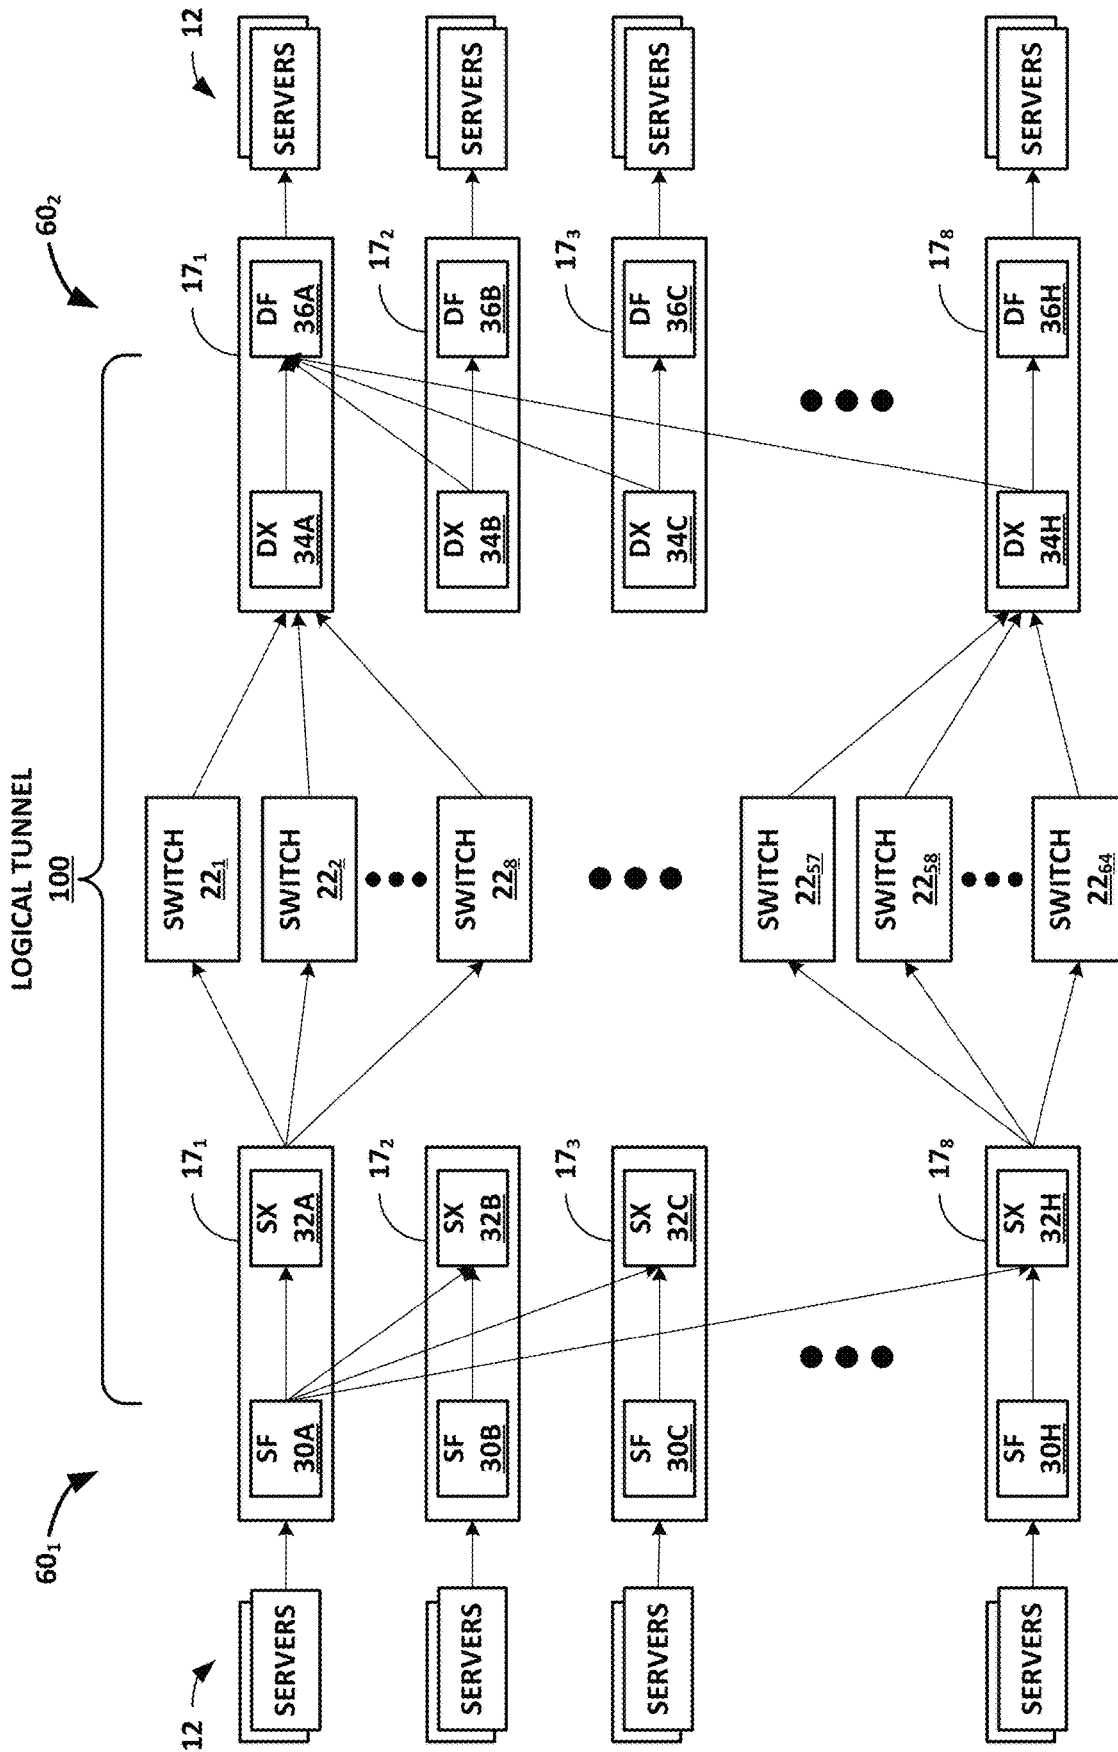 LOGICAL TUNNEL
100
60₁
60₂
12
12
SWITCH
22₁
17₁
17₁
SERVERS
SF
30A
SX
32A
SWITCH
22₂
DX
34A
DF
36A
SERVERS
17₂
17₂
SERVERS
SF
30B
SX
32B
SWITCH
22₈
DX
34B
DF
36B
SERVERS
17₃
17₃
SERVERS
SF
30C
SX
32C
DX
34C
DF
36C
SERVERS
SWITCH
22₅₇
SWITCH
22₅₈
17₈
17₈
SERVERS
SF
30H
SX
32H
SWITCH
22₆₄
DX
34H
DF
36H
SERVERS